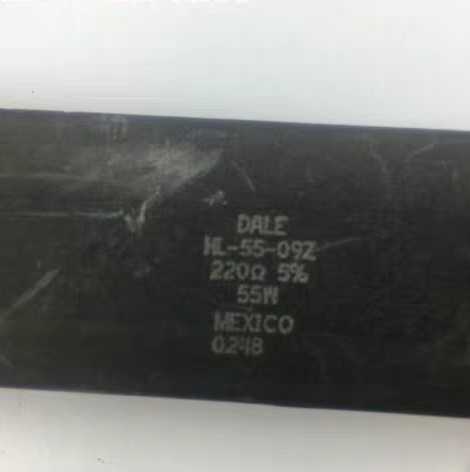 DALE
HL-55-09Z
220Ω 5%
55W
MEXICO
0248